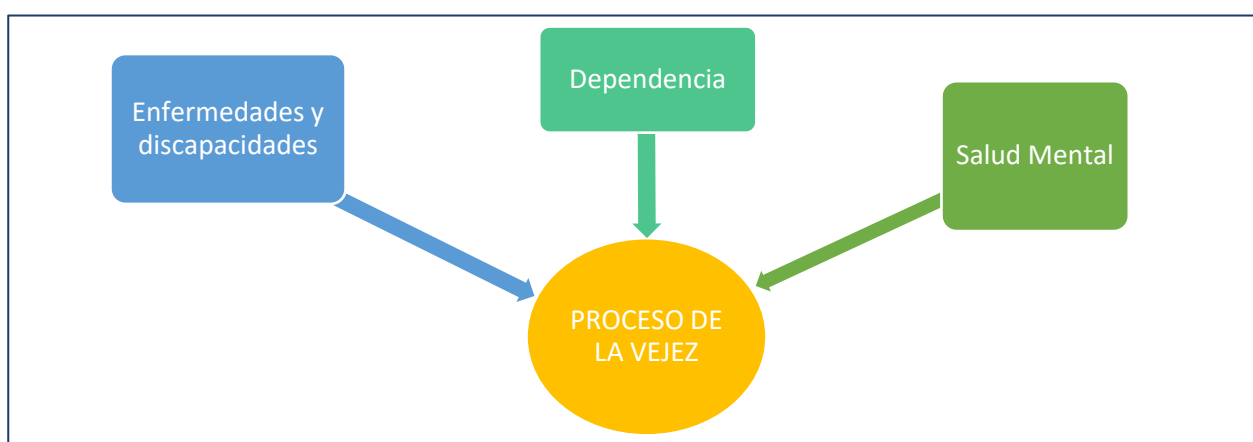 Enfermedades y
discapacidades
Dependencia
Salud Mental
PROCESO DE
LA VEJEZ